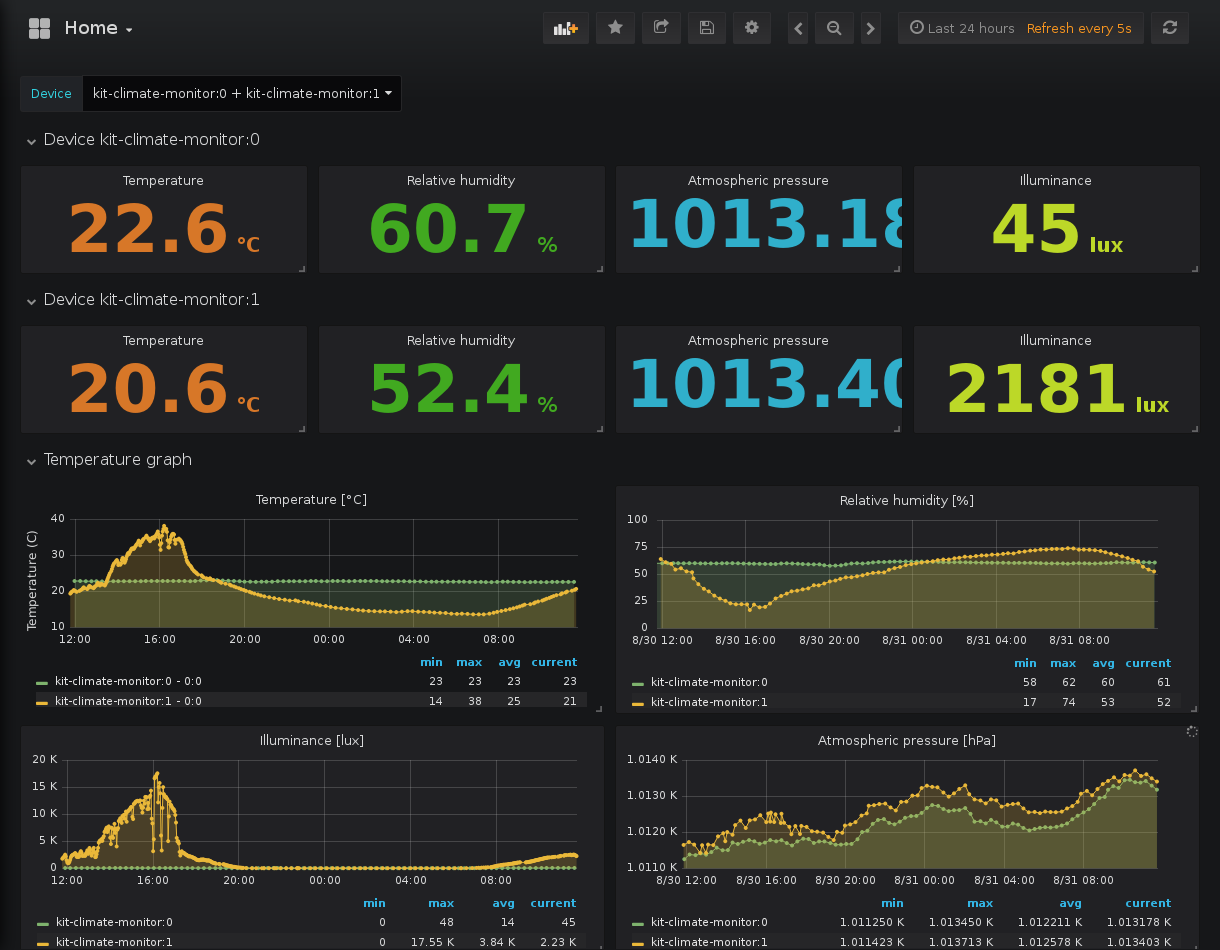 Home
Last 24 hours Refresh every 5s
Device kit-climate-monitor:0 + kit-climate-monitor:1
Device kit-climate-monitor:0
Temperature Relative humidity Atmospheric pressure Illuminance
22.6 °C 60.7 % 1013.18 45 lux
Device kit-climate-monitor:1
Temperature Relative humidity Atmospheric pressure Illuminance
20.6 °C 52.4 % 1013.40 2181 lux
Temperature graph
Temperature [°C]
Temperature (C)
40
30
20
10
12:00 16:00 20:00 00:00 04:00 08:00
min max avg current
kit-climate-monitor:0 - 0:0 23 23 23 23
kit-climate-monitor:1 - 0:0 14 38 25 21
Relative humidity [%]
100
75
50
25
0
8/30 12:00 8/30 16:00 8/30 20:00 8/31 00:00 8/31 04:00 8/31 08:00
min max avg current
kit-climate-monitor:0 58 62 60 61
kit-climate-monitor:1 17 74 53 52
Illuminance [lux]
20 K
15 K
10 K
5 K
0
12:00 16:00 20:00 00:00 04:00 08:00
min max avg current
kit-climate-monitor:0 0 48 14 45
kit-climate-monitor:1 0 17.55 K 3.84 K 2.23 K
Atmospheric pressure [hPa]
1.0140 K
1.0130 K
1.0120 K
1.0110 K
8/30 12:00 8/30 16:00 8/30 20:00 8/31 00:00 8/31 04:00 8/31 08:00
min max avg current
kit-climate-monitor:0 1.011250 K 1.013450 K 1.012211 K 1.013178 K
kit-climate-monitor:1 1.011423 K 1.013713 K 1.012578 K 1.013403 K